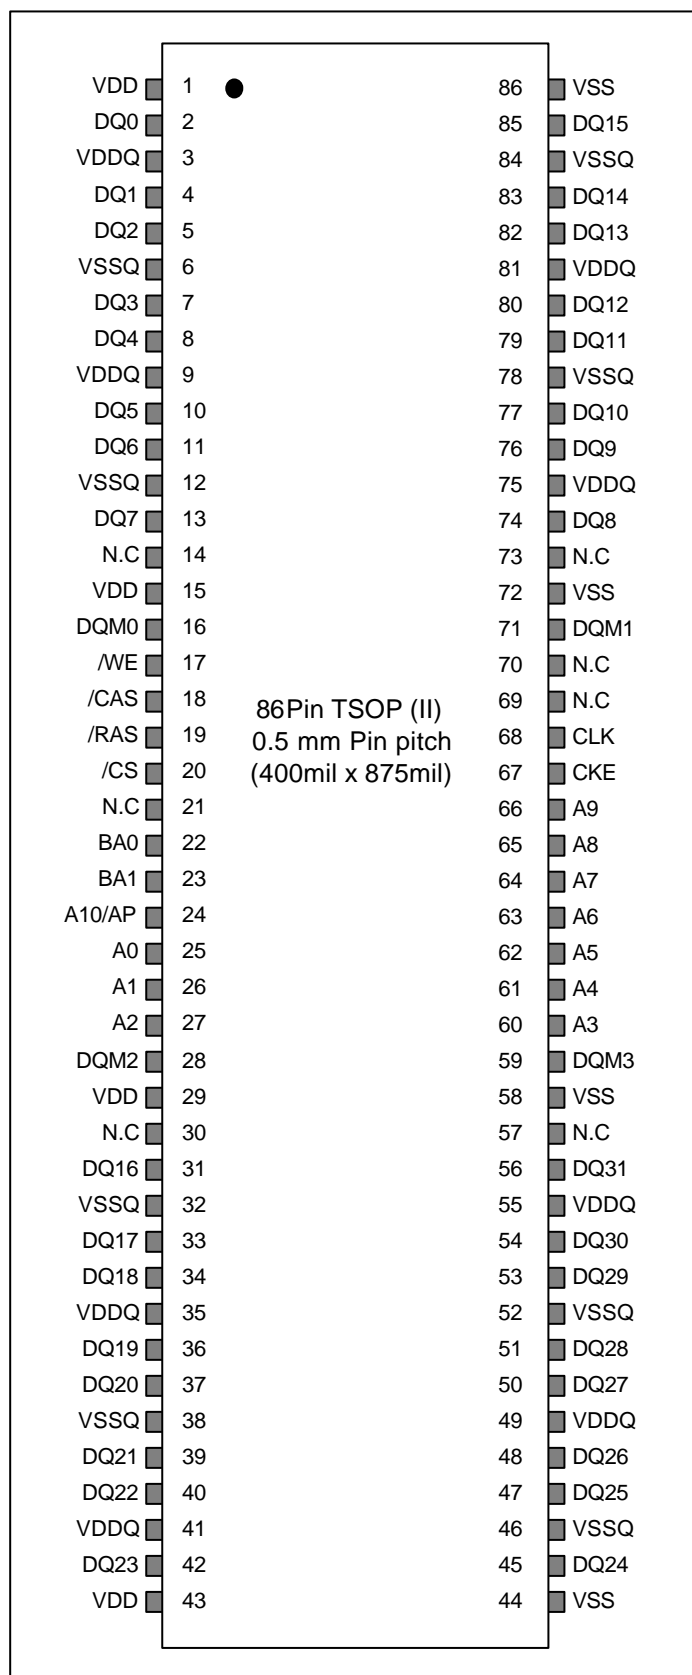 VDD 1 86 VSS
DQ0 2 85 DQ15
VDDQ 3 84 VSSQ
DQ1 4 83 DQ14
DQ2 5 82 DQ13
VSSQ 6 81 VDDQ
DQ3 7 80 DQ12
DQ4 8 79 DQ11
VDDQ 9 78 VSSQ
DQ5 10 77 DQ10
DQ6 11 76 DQ9
VSSQ 12 75 VDDQ
DQ7 13 74 DQ8
N.C 14 73 N.C
VDD 15 72 VSS
DQM0 16 71 DQM1
/WE 17 70 N.C
/CAS 18 69 N.C
86Pin TSOP (II)
/RAS 19 68 CLK
0.5 mm Pin pitch
/CS 20 67 CKE
(400mil x 875mil)
N.C 21 66 A9
BA0 22 65 A8
BA1 23 64 A7
A10/AP 24 63 A6
A0 25 62 A5
A1 26 61 A4
A2 27 60 A3
DQM2 28 59 DQM3
VDD 29 58 VSS
N.C 30 57 N.C
DQ16 31 56 DQ31
VSSQ 32 55 VDDQ
DQ17 33 54 DQ30
DQ18 34 53 DQ29
VDDQ 35 52 VSSQ
DQ19 36 51 DQ28
DQ20 37 50 DQ27
VSSQ 38 49 VDDQ
DQ21 39 48 DQ26
DQ22 40 47 DQ25
VDDQ 41 46 VSSQ
DQ23 42 45 DQ24
VDD 43 44 VSS